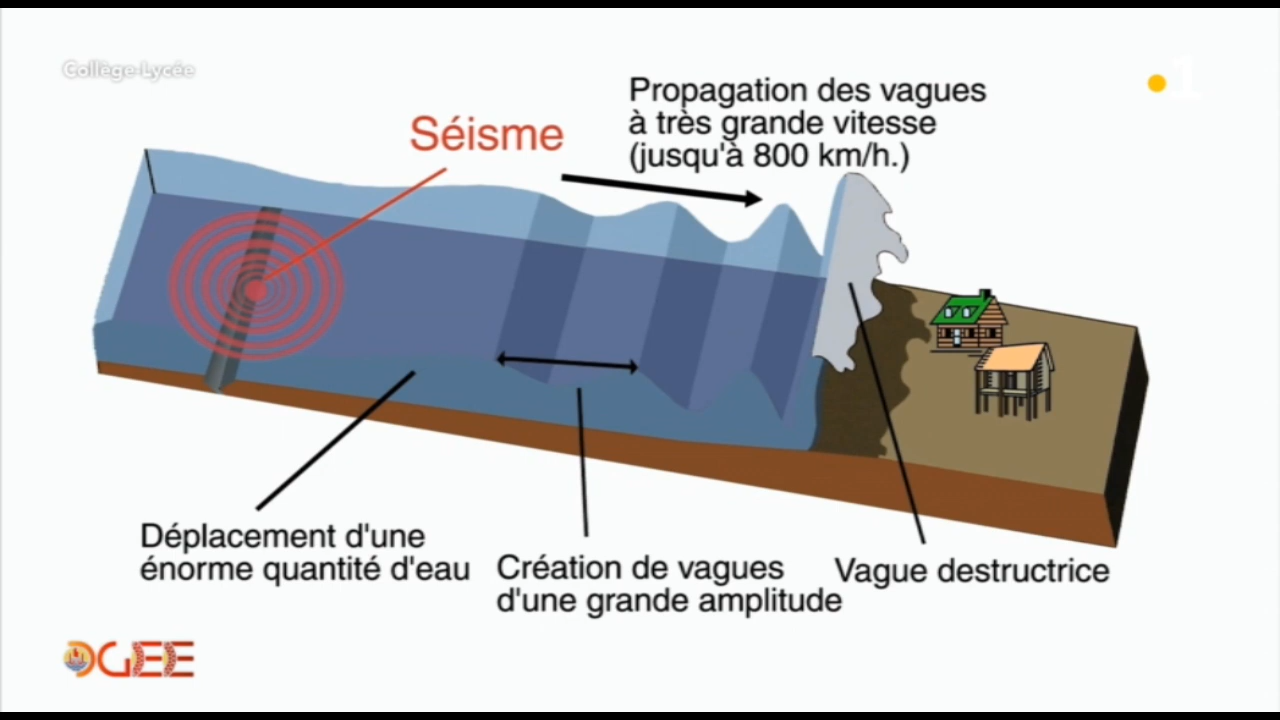 Collège-Lycée
1
Propagation des vagues
à très grande vitesse
(jusqu'à 800 km/h.)
Séisme
Déplacement d'une
énorme quantité d'eau
Création de vagues
d'une grande amplitude
Vague destructrice
DGEE